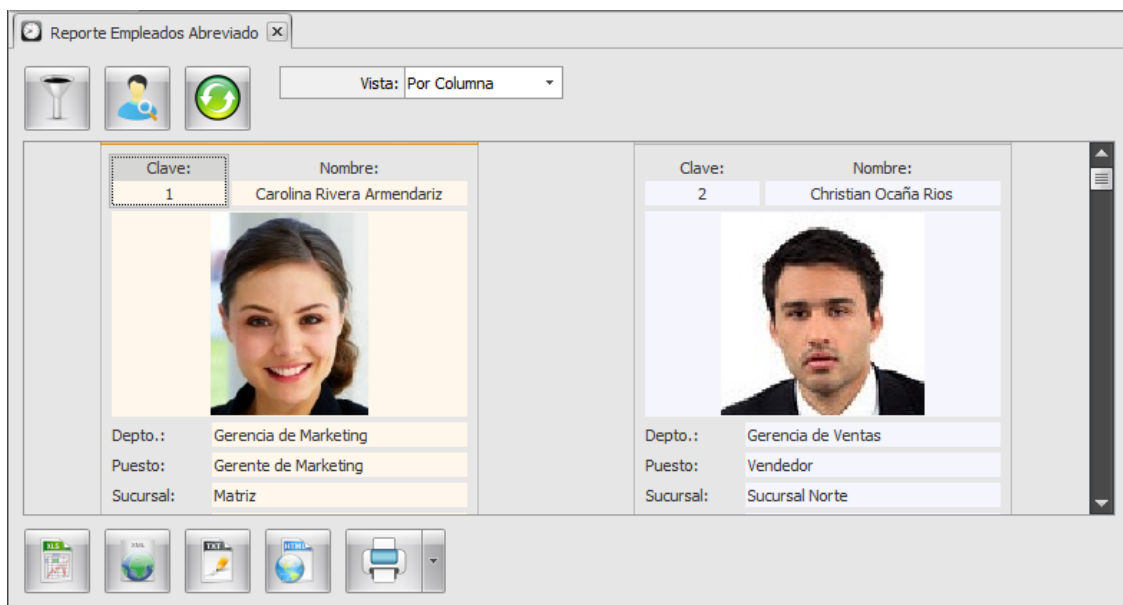 Reporte Empleados Abreviado
Vista: Por Columna
Clave: Nombre:
1 Carolina Rivera Armendariz
Depto.: Gerencia de Marketing
Puesto: Gerente de Marketing
Sucursal: Matriz
Clave: Nombre:
2 Christian Ocaña Rios
Depto.: Gerencia de Ventas
Puesto: Vendedor
Sucursal: Sucursal Norte
XLS
XML
TXT
HTML